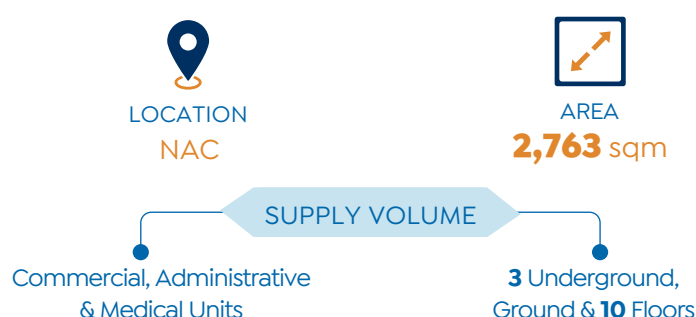 LOCATION
NAC
AREA
2,763 sqm
SUPPLY VOLUME
Commercial, Administrative
& Medical Units
3 Underground,
Ground & 10 Floors